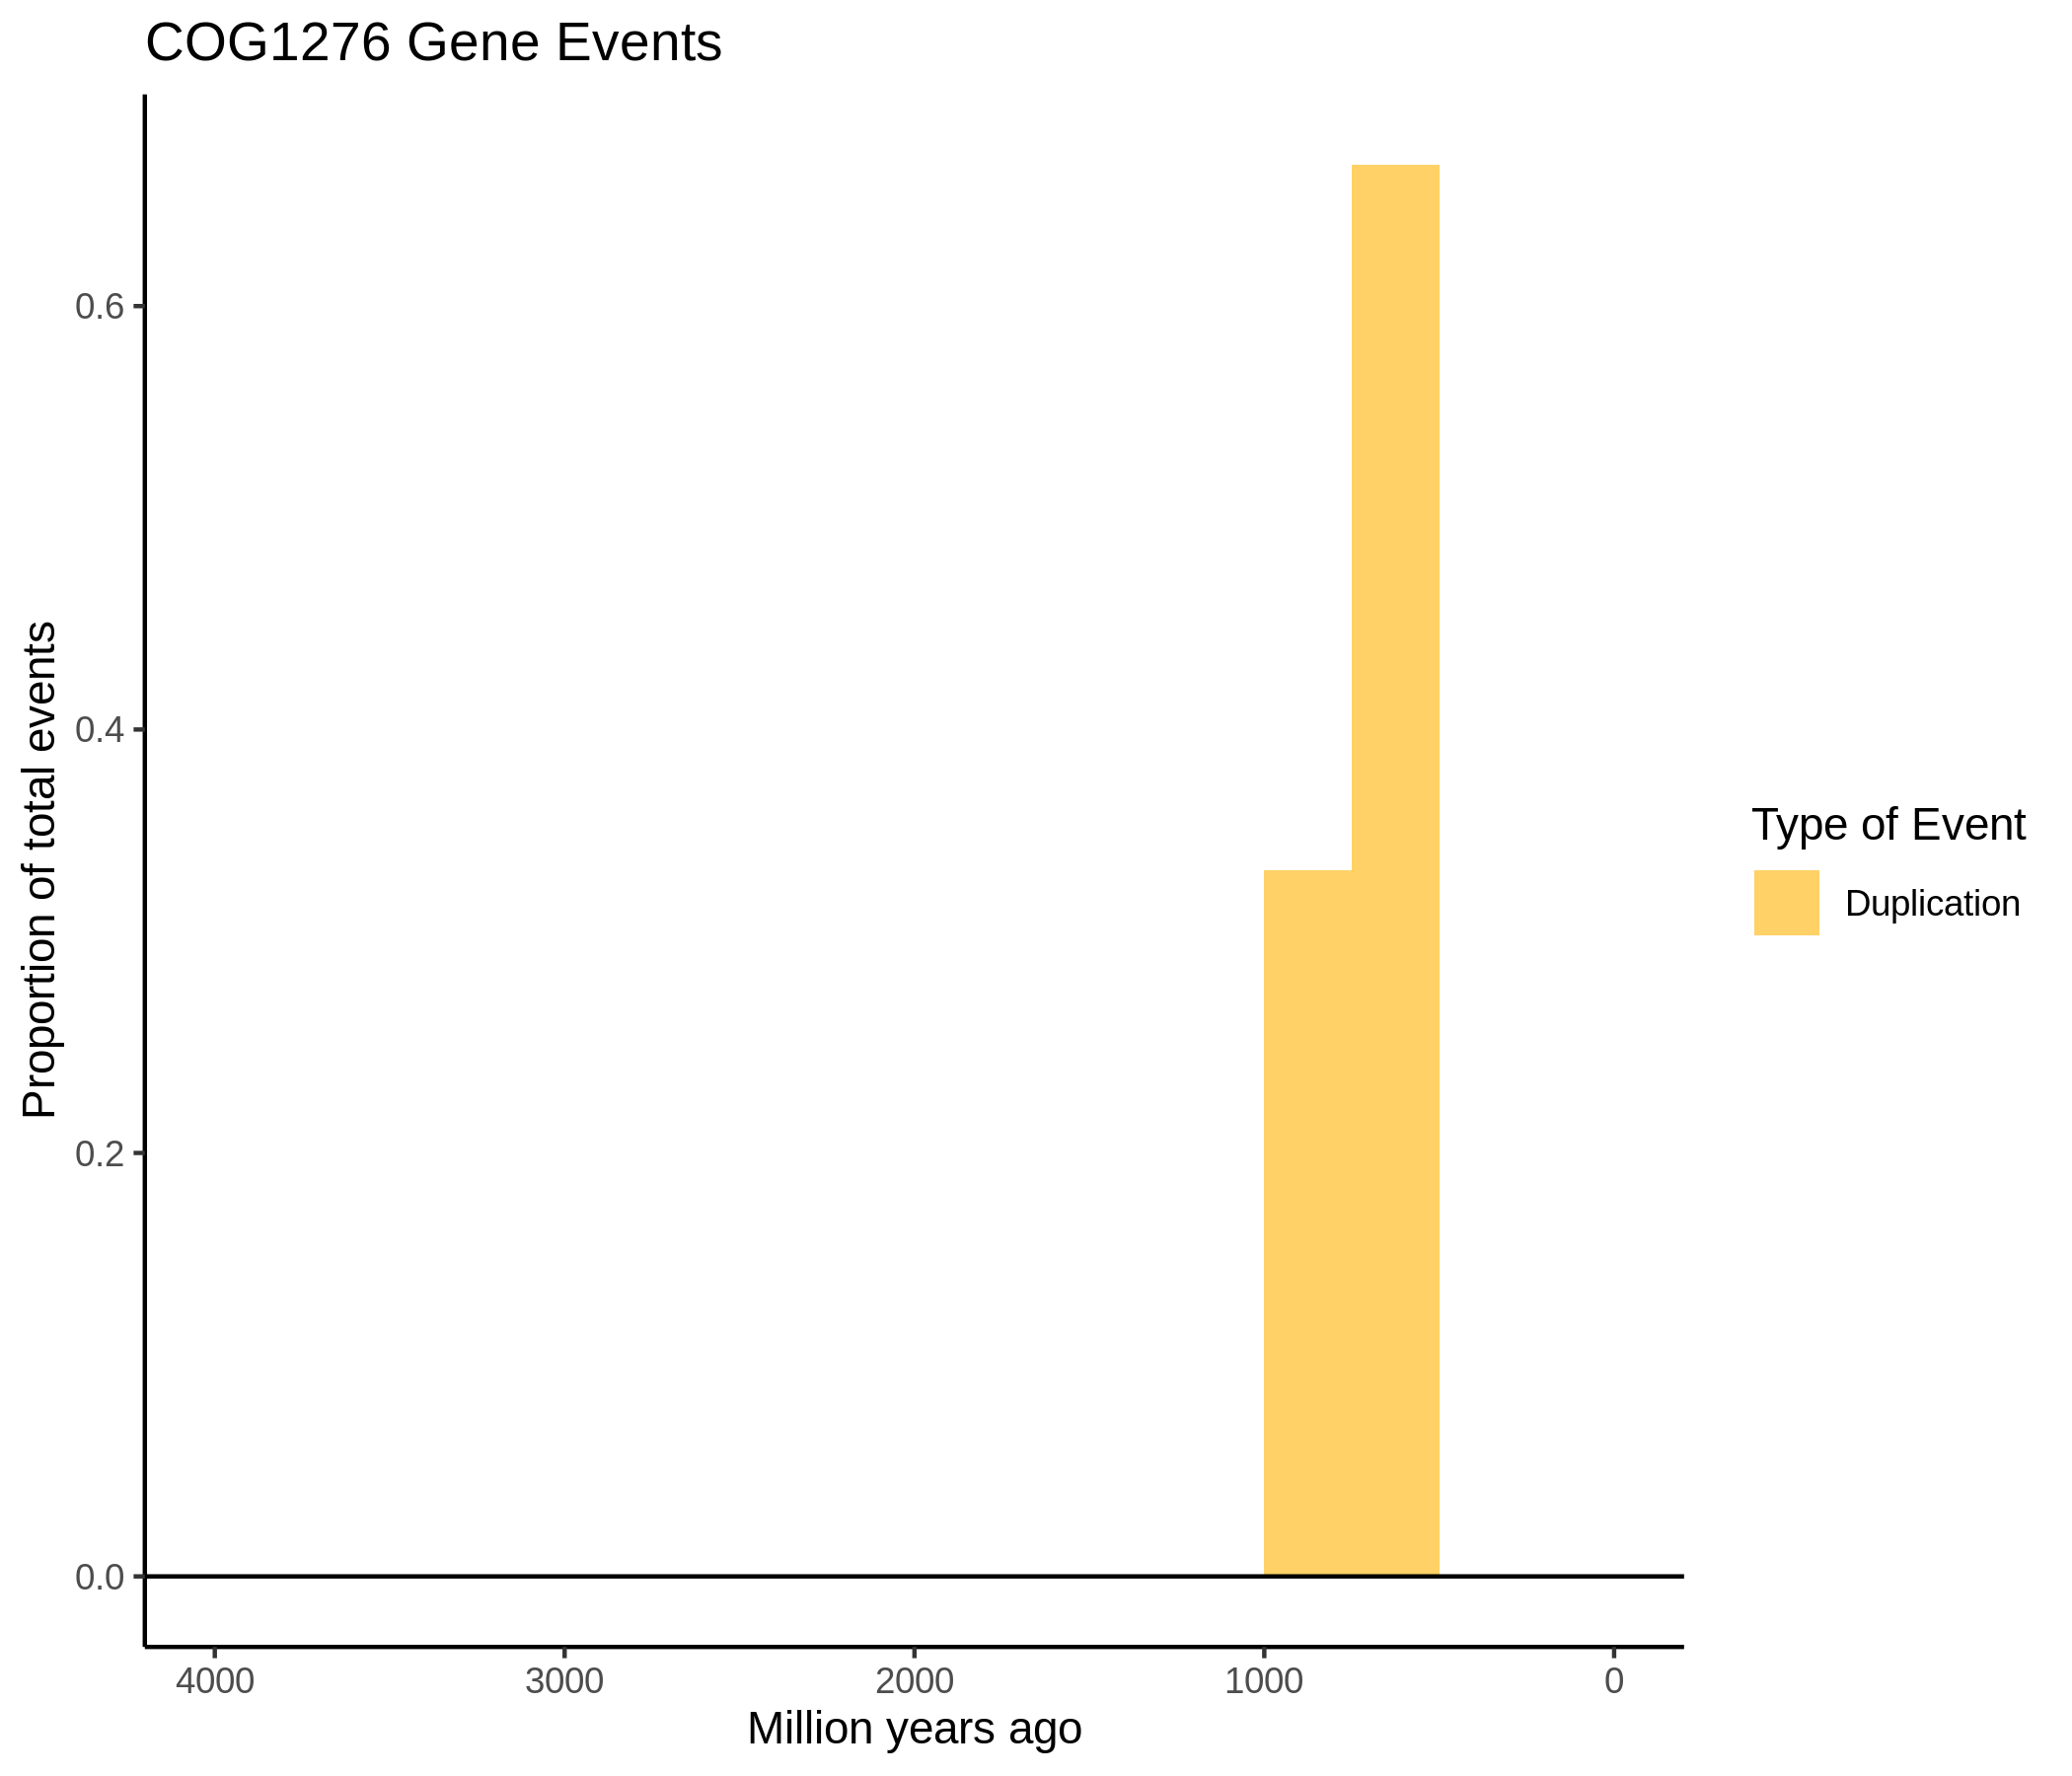 COG1276 Gene Events
Proportion of total events
0.6
0.4
0.2
0.0
4000 3000 2000 1000 0
Million years ago
Type of Event
Duplication